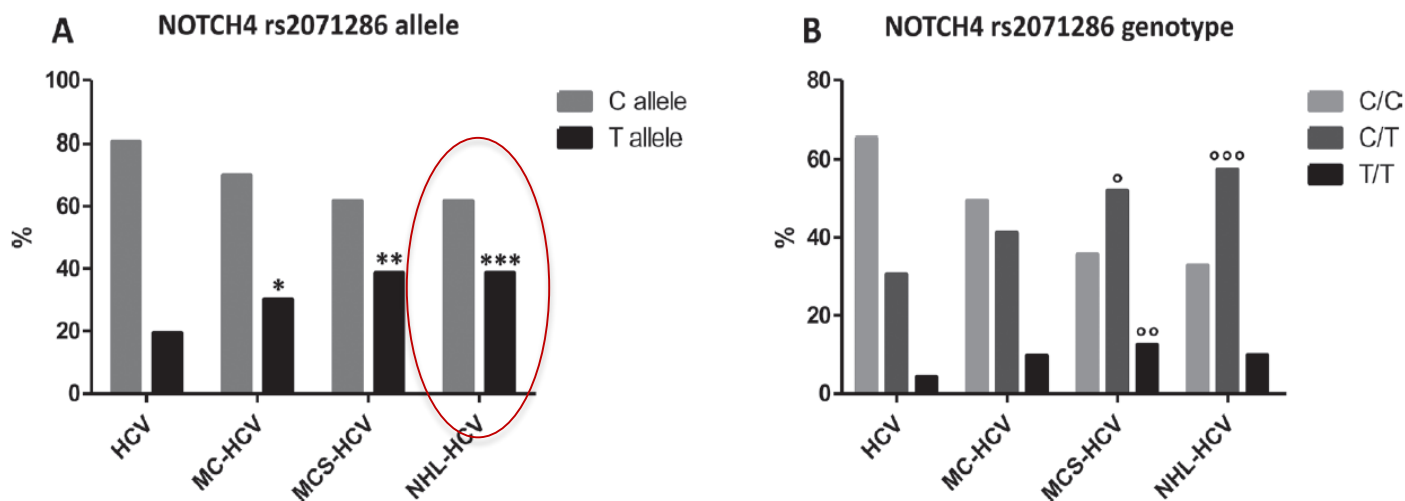 A
NOTCH4 rs2071286 allele
%
100
80
60
40
20
0
*
**
***
C allele
T allele
HCV
MC-HCV
MCS-HCV
NHL-HCV
B
NOTCH4 rs2071286 genotype
%
80
60
40
20
0
°
°°
°°°
C/C
C/T
T/T
HCV
MC-HCV
MCS-HCV
NHL-HCV